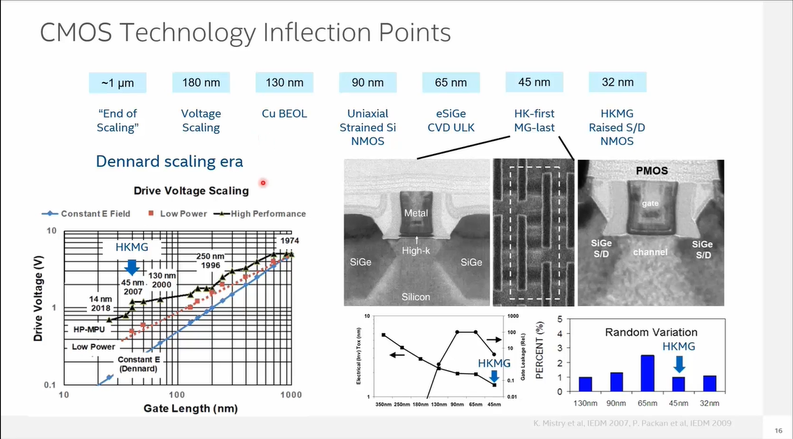 CMOS Technology Inflection Points
~1 µm
180 nm
130 nm
90 nm
65 nm
45 nm
32 nm
"End of
Scaling"
Voltage
Scaling
Cu BEOL
Uniaxial
Strained Si
NMOS
eSiGe
CVD ULK
HK-first
MG-last
HKMG
Raised S/D
NMOS
Dennard scaling era
Drive Voltage Scaling
Constant E Field
Low Power
High Performance
Drive Voltage (V)
10
1
0.1
HKMG
1974
250 nm
1996
130 nm
2000
45 nm
2007
14 nm
2018
HP-MPU
Low Power
Constant E
(Dennard)
10
100
1000
Gate Length (nm)
Metal
High-k
SiGe
SiGe
Silicon
PMOS
gate
SiGe
S/D
channel
SiGe
S/D
Electrical (Inv) Tox (nm)
10
1
1000
100
10
1
0.1
0.01
Gate Leakage (Rel.)
HKMG
350nm
250nm
180nm
130nm
90nm
65nm
45nm
PERCENT (%)
5
4
3
2
1
0
Random Variation
HKMG
130nm
90nm
65nm
45nm
32nm
K. Mistry et al, IEDM 2007, P. Packan et al, IEDM 2009
16